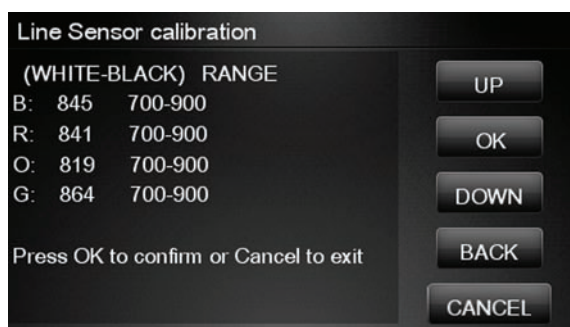 Line Sensor calibration
(WHITE-BLACK) RANGE
B: 845 700-900
R: 841 700-900
O: 819 700-900
G: 864 700-900
Press OK to confirm or Cancel to exit
UP
OK
DOWN
BACK
CANCEL